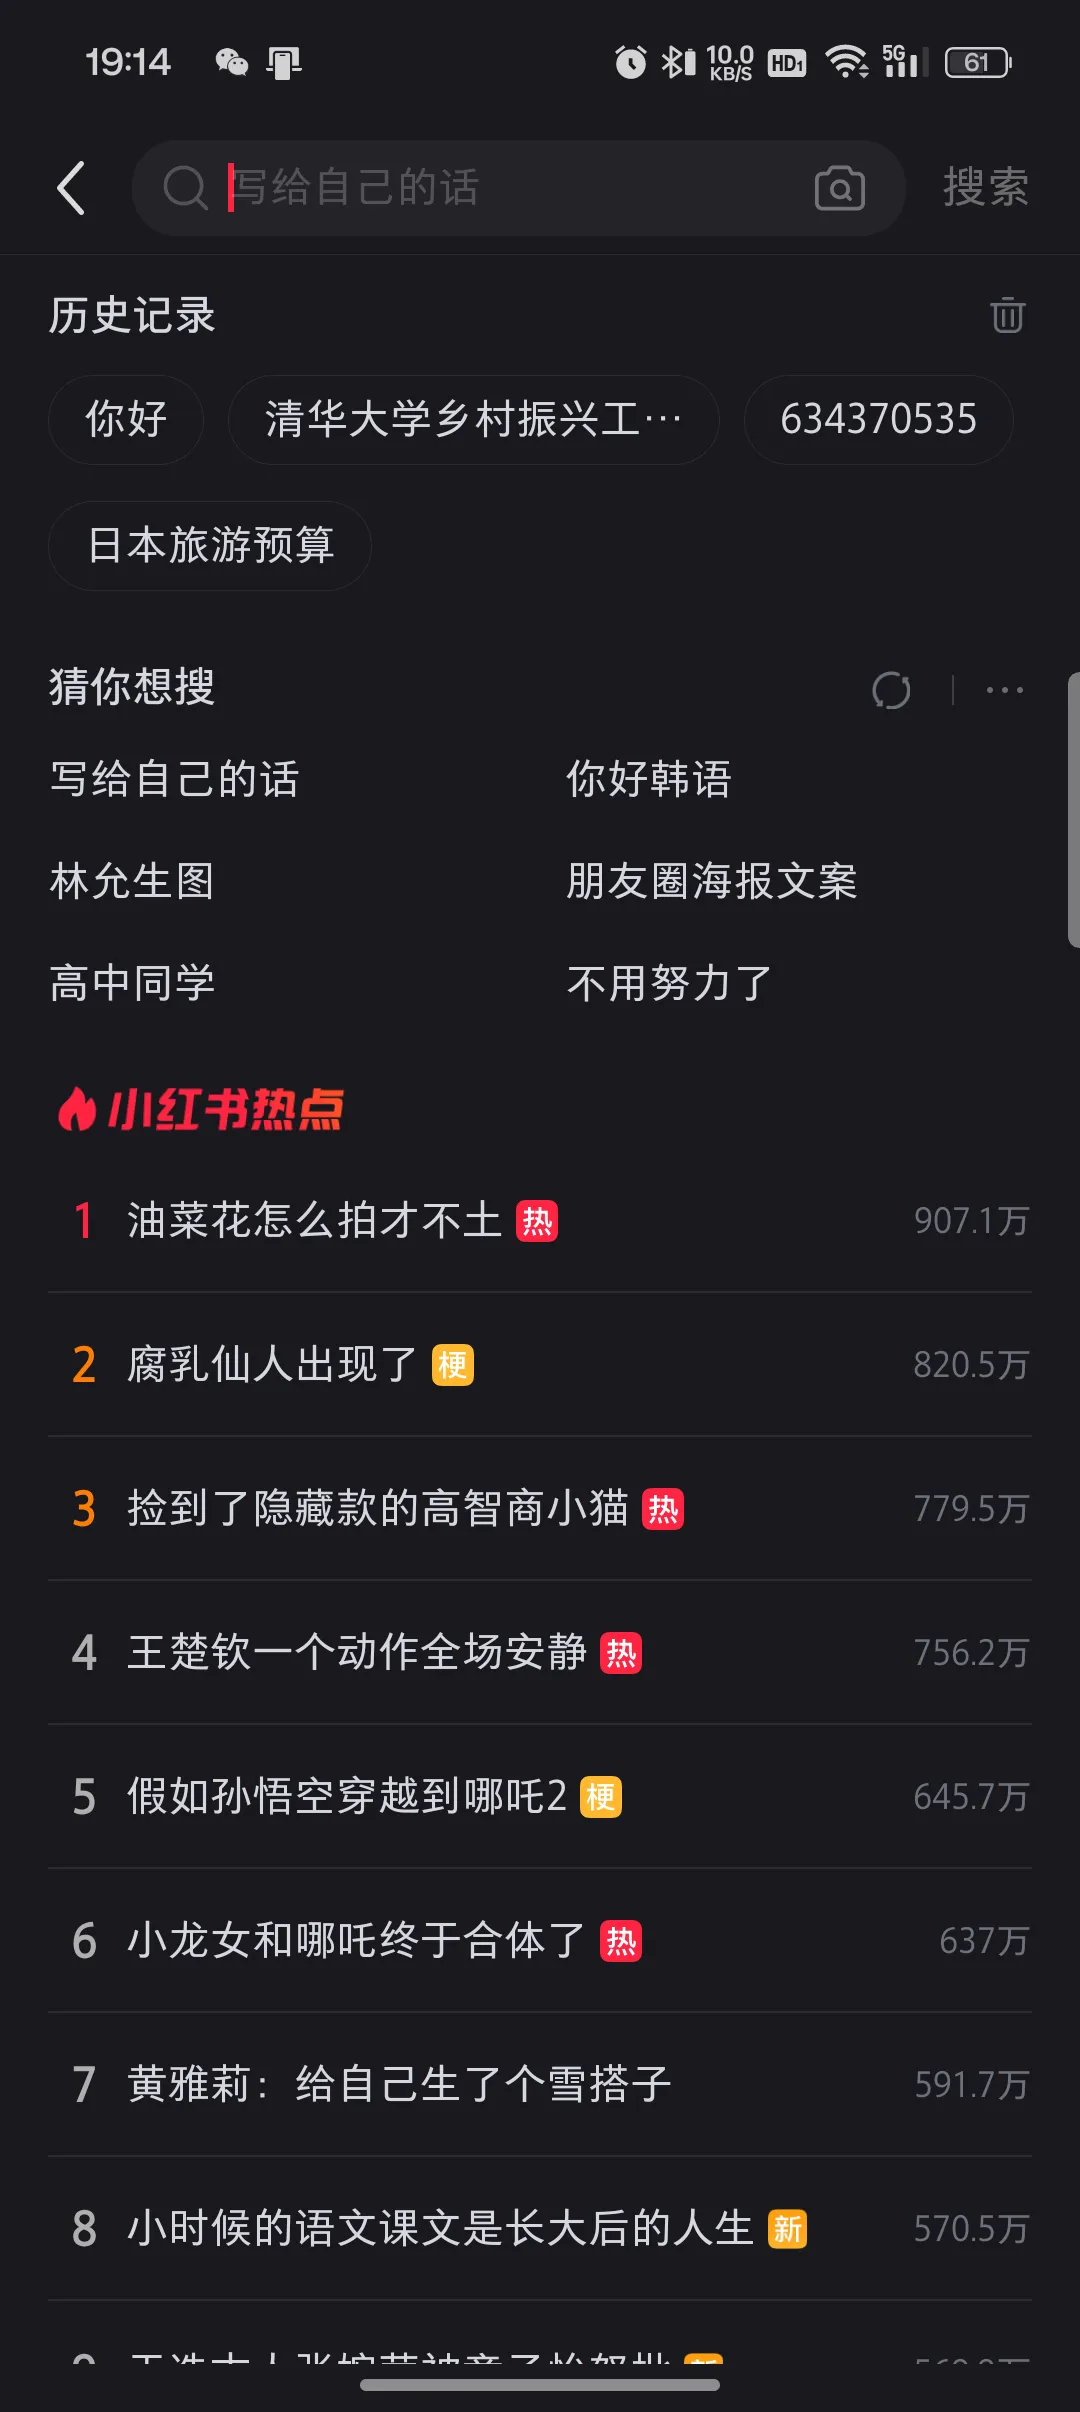 19:14 10.0 KB/S HD1 5G 61
写给自己的话 搜索
历史记录
你好 清华大学乡村振兴工… 634370535
日本旅游预算
猜你想搜
写给自己的话 你好韩语
林允生图 朋友圈海报文案
高中同学 不用努力了
小红书热点
1 油菜花怎么拍才不土 热 907.1万
2 腐乳仙人出现了 梗 820.5万
3 捡到了隐藏款的高智商小猫 热 779.5万
4 王楚钦一个动作全场安静 热 756.2万
5 假如孙悟空穿越到哪吒2 梗 645.7万
6 小龙女和哪吒终于合体了 热 637万
7 黄雅莉：给自己生了个雪搭子 591.7万
8 小时候的语文课文是长大后的人生 新 570.5万